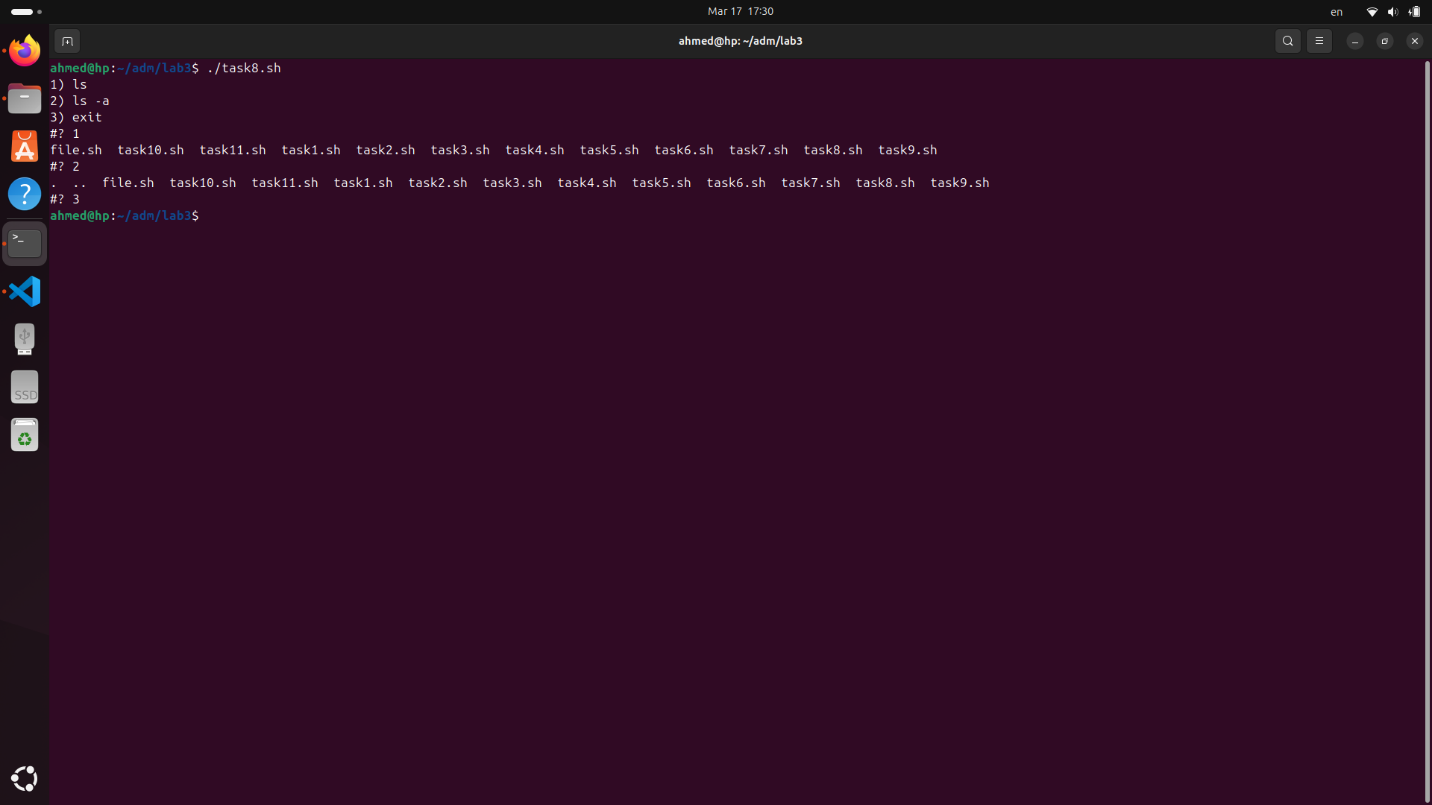 Mar 17 17:30
en
ahmed@hp: ~/adm/lab3
ahmed@hp:~/adm/lab3$ ./task8.sh
1) ls
2) ls -a
3) exit
#? 1
file.sh task10.sh task11.sh task1.sh task2.sh task3.sh task4.sh task5.sh task6.sh task7.sh task8.sh task9.sh
#? 2
. .. file.sh task10.sh task11.sh task1.sh task2.sh task3.sh task4.sh task5.sh task6.sh task7.sh task8.sh task9.sh
#? 3
ahmed@hp:~/adm/lab3$
?
>_
SSD